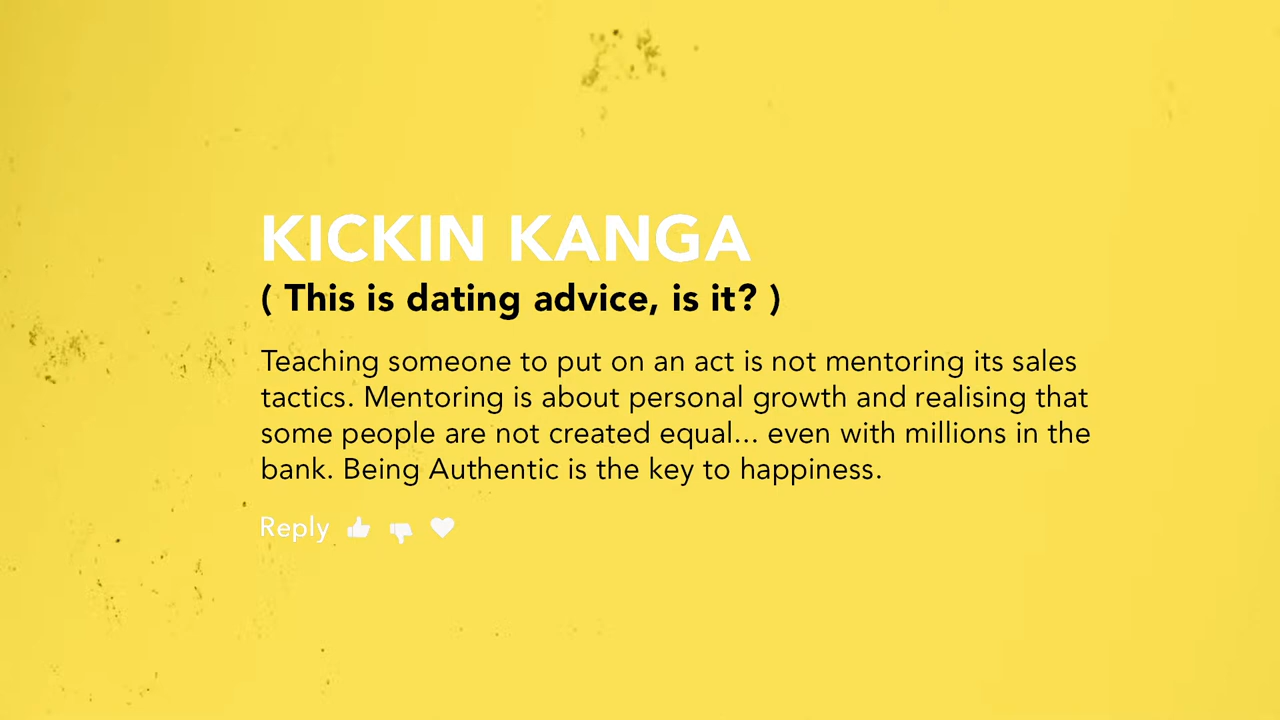 KICKIN KANGA
( This is dating advice, is it? )
Teaching someone to put on an act is not mentoring its sales
tactics. Mentoring is about personal growth and realising that
some people are not created equal... even with millions in the
bank. Being Authentic is the key to happiness.
Reply